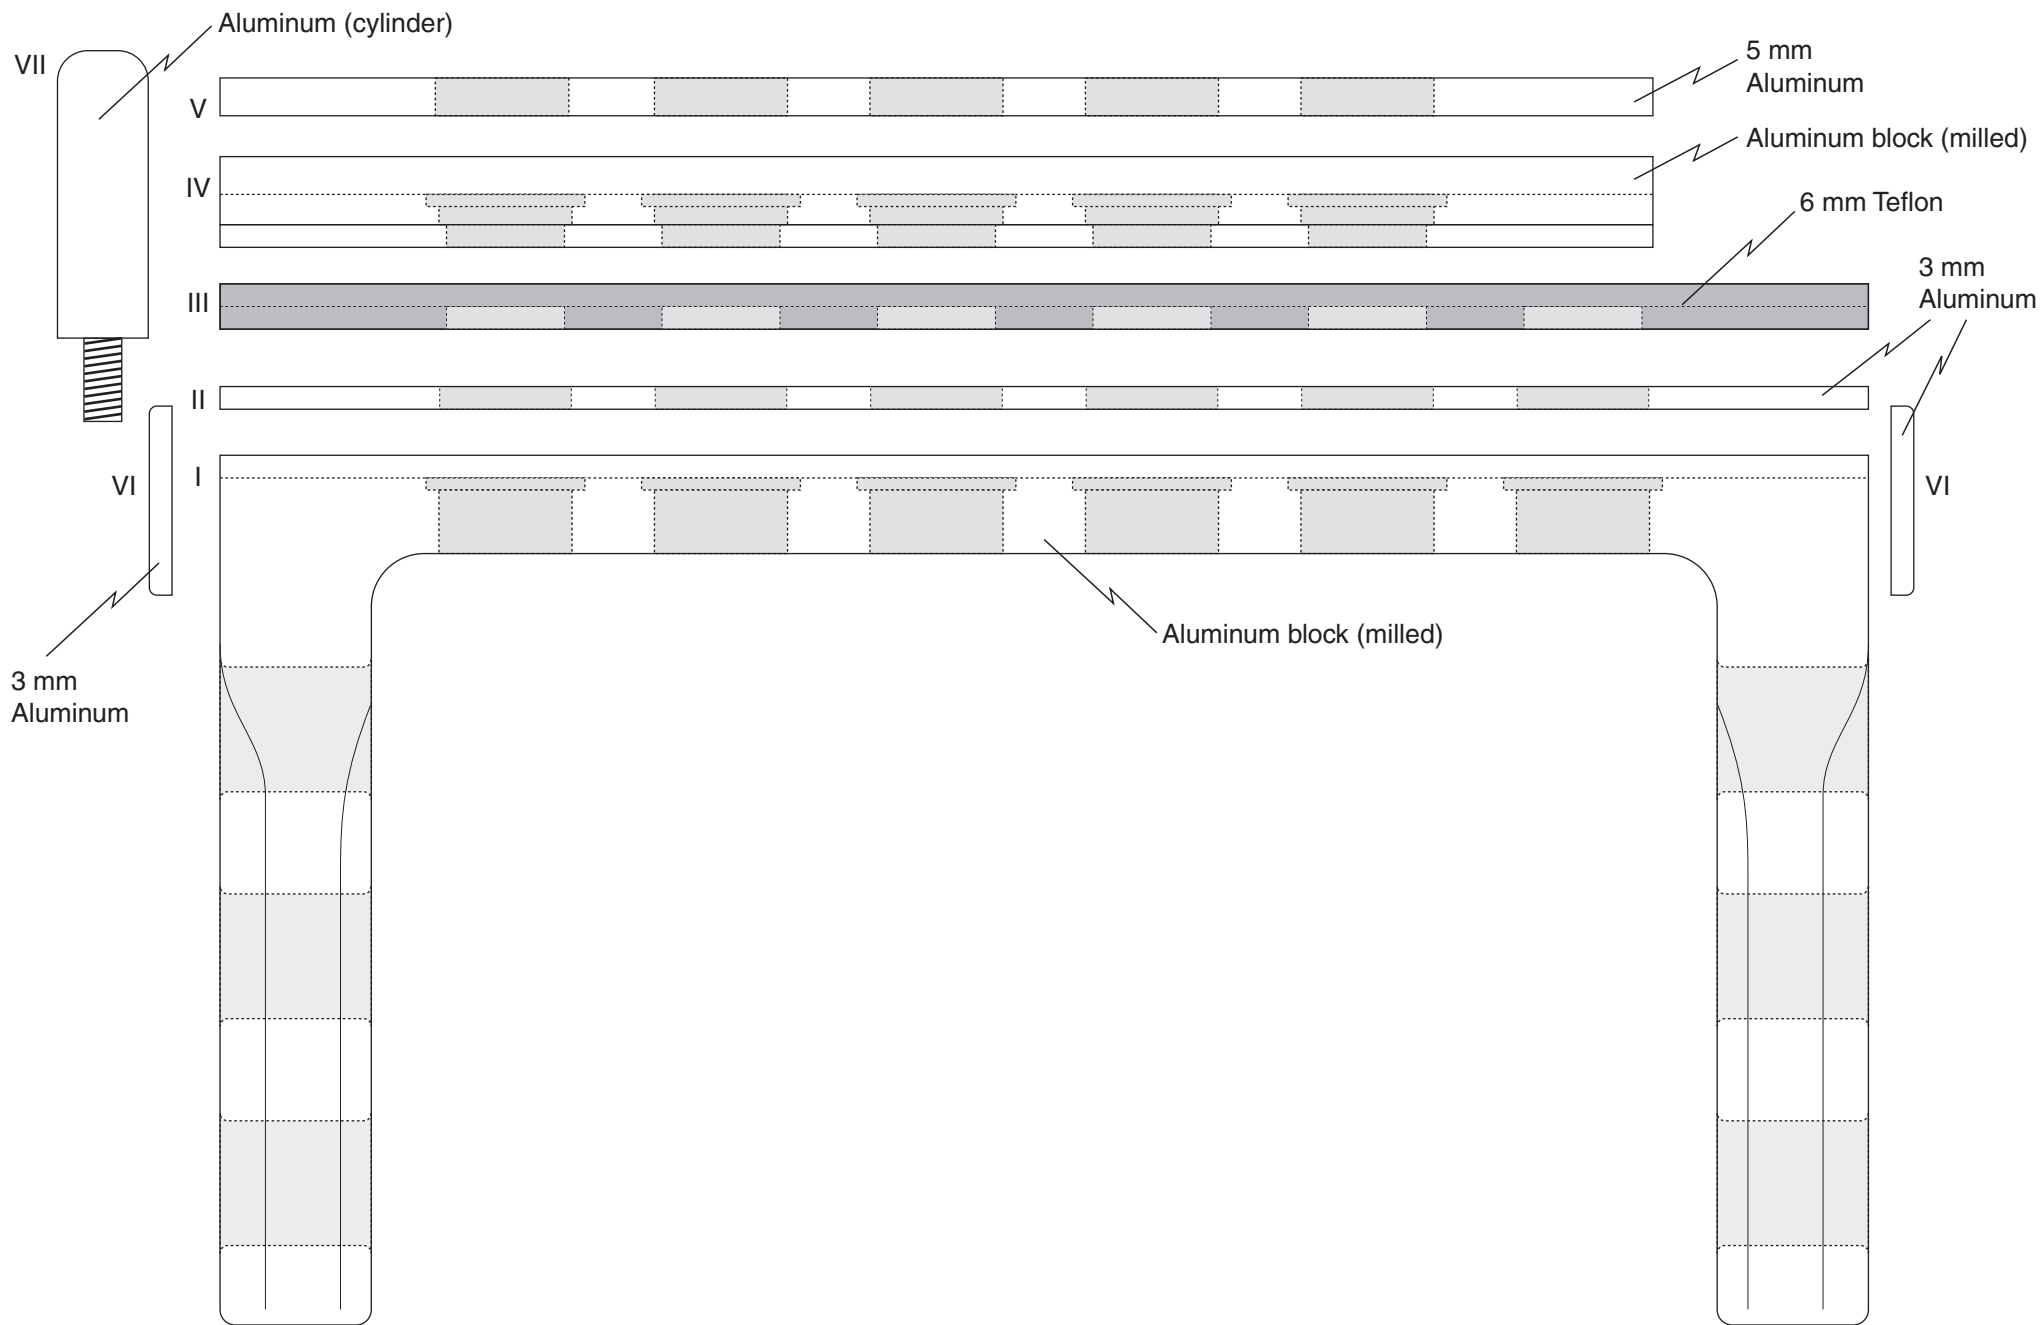 Aluminum (cylinder)
VII
5 mm
Aluminum
V
Aluminum block (milled)
IV
6 mm Teflon
3 mm
Aluminum
III
II
I
VI
VI
Aluminum block (milled)
3 mm
Aluminum